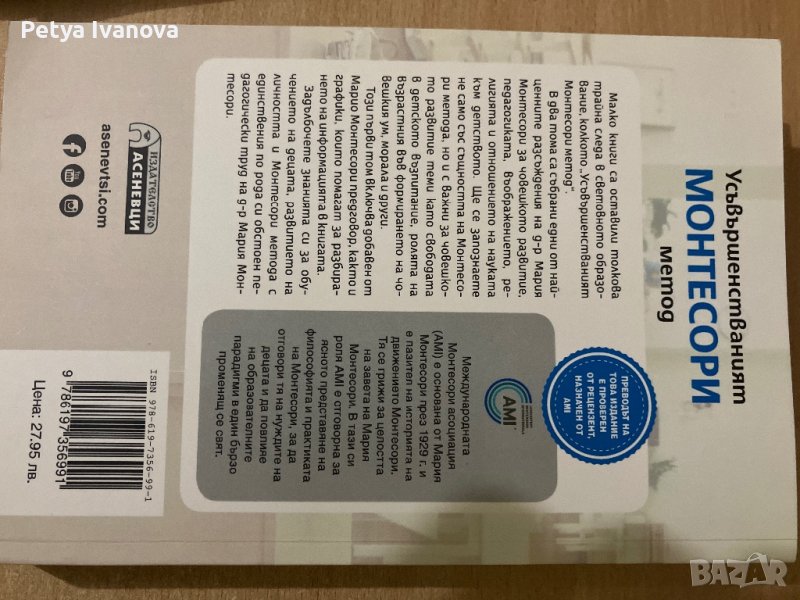 Petya Ivanova
Усъвършенстваният
МОНТЕСОРИ
метод
Малко книги са оставили толкова
трайна следа в световното образо-
вание, колкото „Усъвършенстваният
Монтесори метод“.
В два тома са събрани едни от най-
ценните разсъждения на д-р Мария
Монтесори за човешкото развитие,
педагогиката, въображението, ре-
лигията и отношението на науката
към детството. Ще се запознаете
не само със същността на Монтесо-
ри метода, но и с важни за човешко-
то развитие теми като свободата
в детското възпитание, ролята на
възрастния във формирането на чо-
вешкия ум, морала и други.
Този първи том включва добавен от
Марио Монтесори предговор, както и
графики, които помагат за разбира-
нето на информацията в книгата.
Задълбочете знанията си за обу-
чението на децата, развитието на
личността и Монтесори метода с
единствения по рода си обстоен пе-
дагогически труд на д-р Мария Мон-
тесори.
ПРЕВОДЪТ НА
ТОВА ИЗДАНИЕ
Е ПРОВЕРЕН
ОТ РЕЦЕНЗЕНТ,
НАЗНАЧЕН ОТ
AMI
AMI
Международната
Монтесори асоциация
(AMI) е основана от Мария
Монтесори през 1929 г. и
е пазител на историята на
движението Монтесори.
Тя се грижи за целостта
на завета на Мария
Монтесори. В тази си
роля AMI е отговорна за
ясното представяне на
философията и практиката
на Монтесори, за да
отговори тя на нуждите на
децата и да повлияе
на образователните
парадигми в един бързо
променящ се свят.
ИЗДАТЕЛСТВО
АСЕНЕВЦИ
asenevtsi.com
ISBN 978-619-7356-99-1
9 786197 356991
Цена: 27,95 лв.
BAZAR